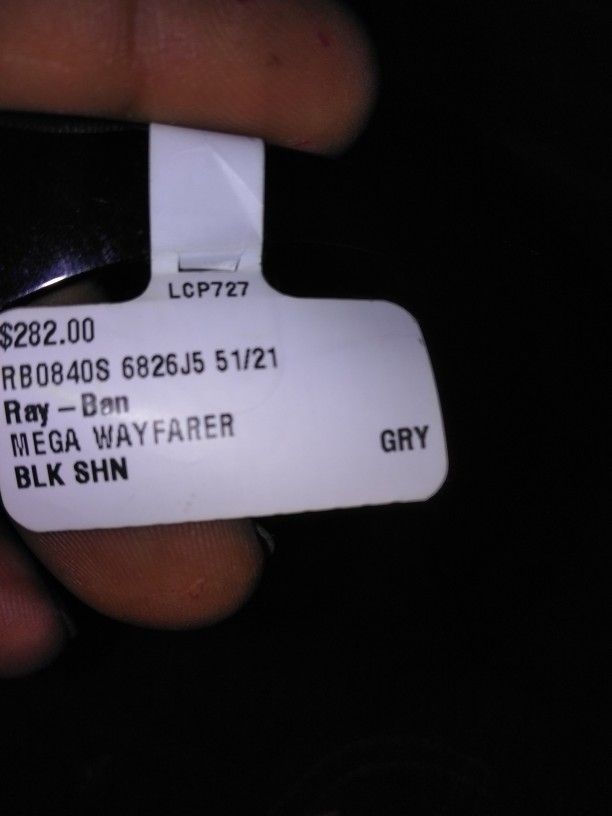 LCP727
$282.00
RB0840S 6826J5 51/21
Ray-Ban
MEGA WAYFARER
GRY
BLK SHN